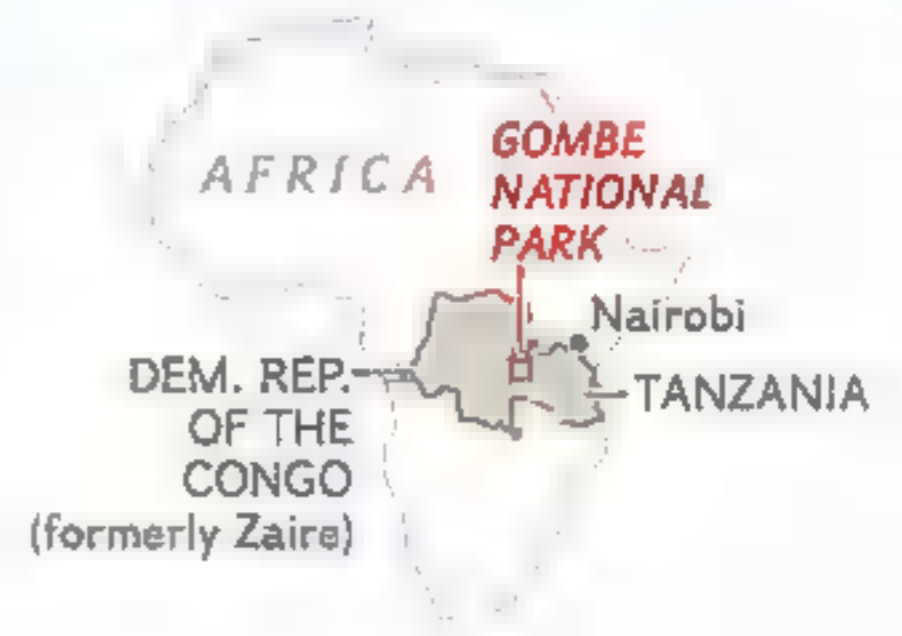 AFRICA
GOMBE
NATIONAL
PARK
Nairobi
DEM. REP.
OF THE
CONGO
(formerly Zaire)
TANZANIA